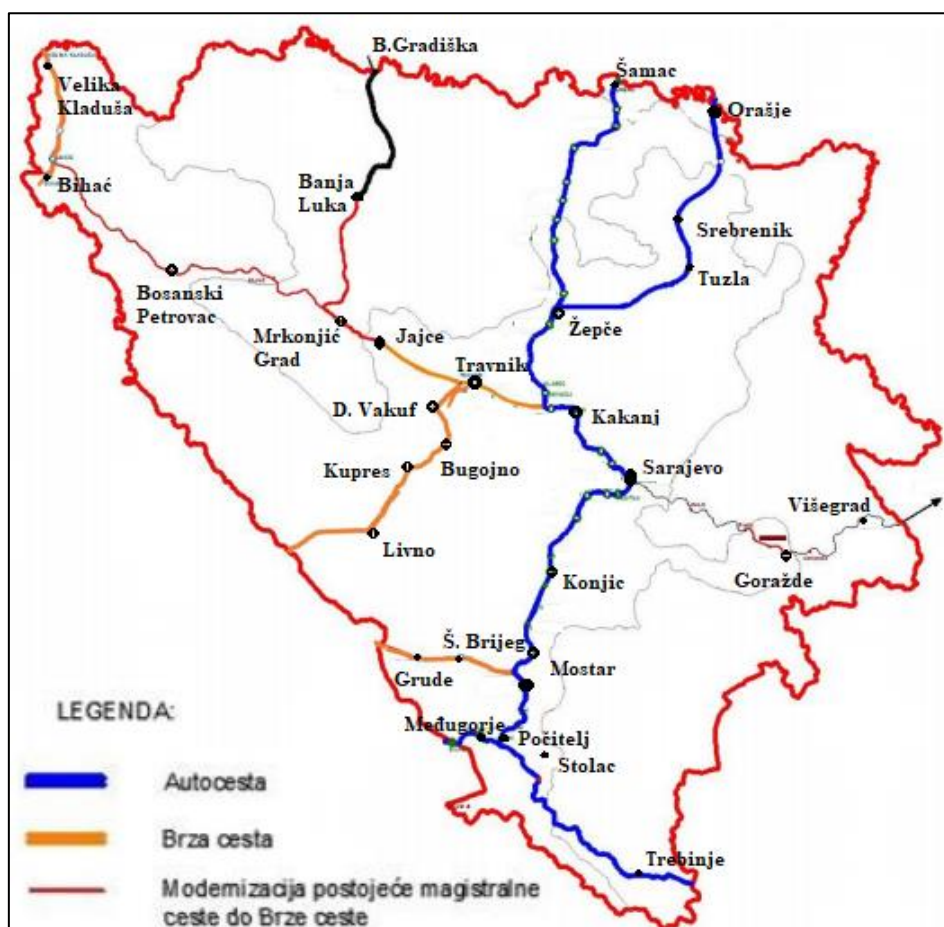 B.Gradiška
Šamac
Velika
Kladuša
Orašje
Bihać
Banja
Luka
Srebrenik
Tuzla
Bosanski
Petrovac
Mrkonjić
Grad
Jajce
Žepče
Travnik
D. Vakuf
Kakanj
Kupres
Bugojno
Sarajevo
Višegrad
Livno
Goražde
Konjic
Š. Brijeg
Grude
Mostar
LEGENDA:
Međugorje
Počitelj
Stolac
Autocesta
Brza cesta
Trebinje
Modernizacija postojeće magistralne
ceste do Brze ceste